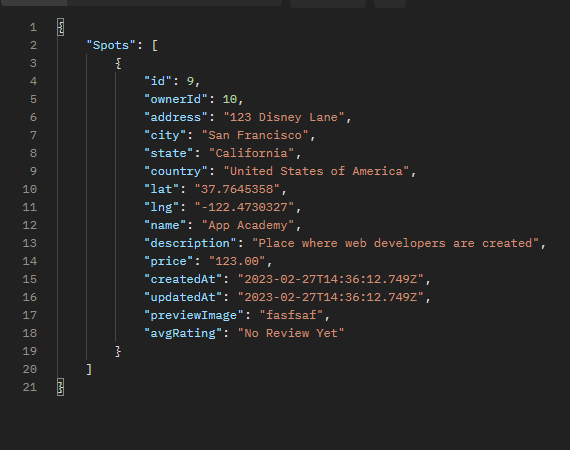 1 {
2     "Spots": [
3         {
4             "id": 9,
5             "ownerId": 10,
6             "address": "123 Disney Lane",
7             "city": "San Francisco",
8             "state": "California",
9             "country": "United States of America",
10             "lat": "37.7645358",
11             "lng": "-122.4730327",
12             "name": "App Academy",
13             "description": "Place where web developers are created",
14             "price": "123.00",
15             "createdAt": "2023-02-27T14:36:12.749Z",
16             "updatedAt": "2023-02-27T14:36:12.749Z",
17             "previewImage": "fasfsaf",
18             "avgRating": "No Review Yet"
19         }
20     ]
21 }